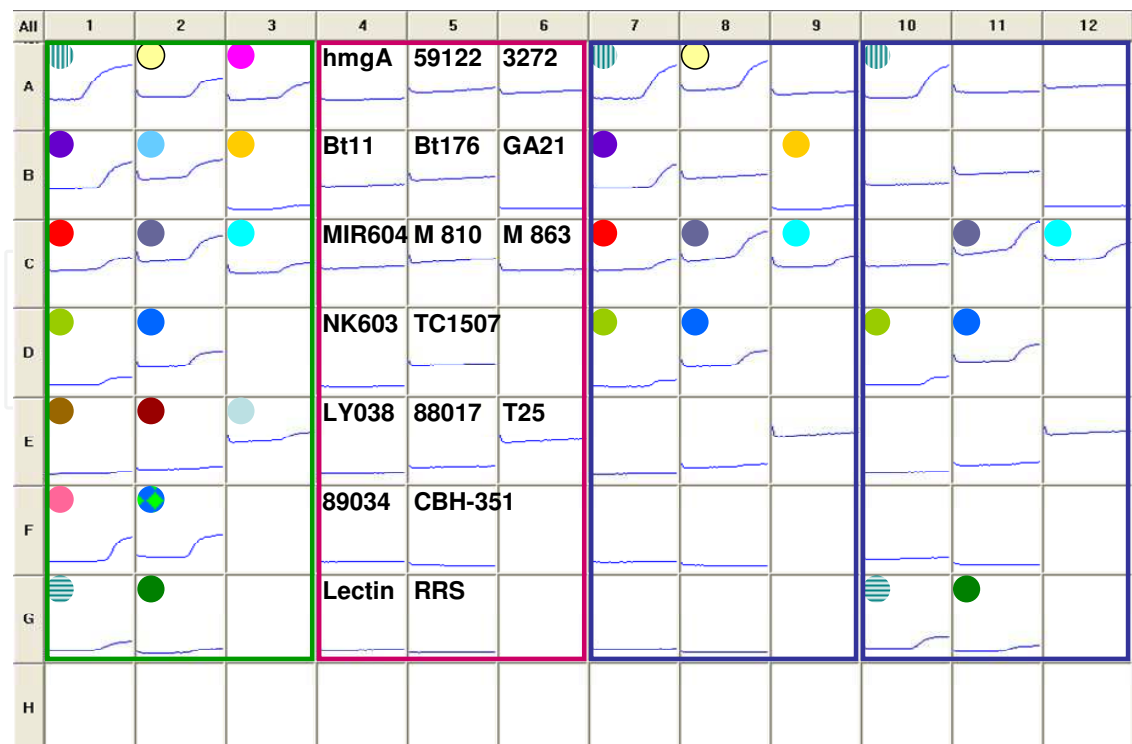 All 1 2 3 4 5 6 7 8 9 10 11 12
A hmgA 59122 3272
B Bt11 Bt176 GA21
C MIR604 M 810 M 863
D NK603 TC1507
E LY038 88017 T25
F 89034 CBH-351
G Lectin RRS
H